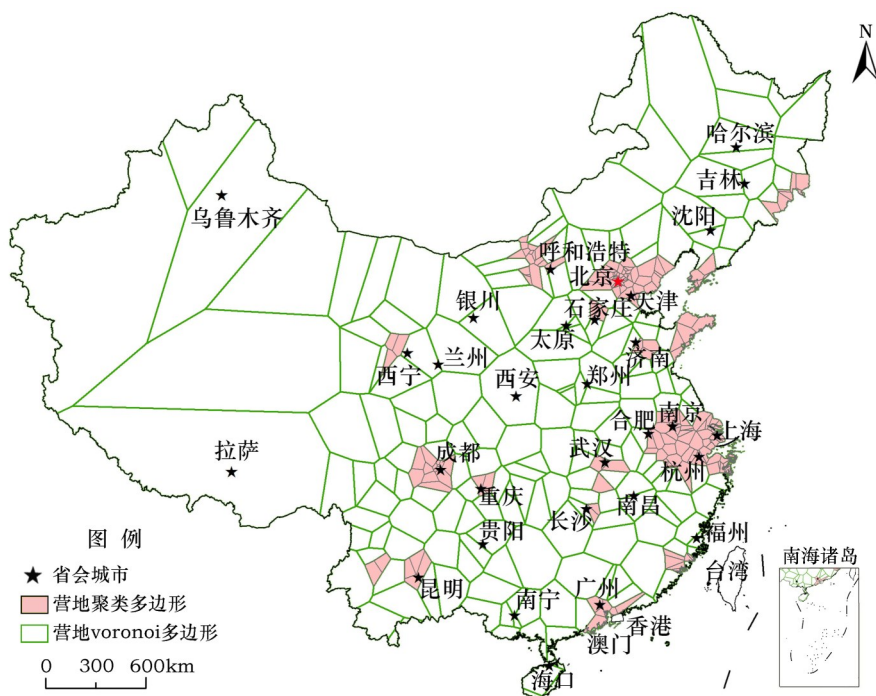 N
哈尔滨
吉林
沈阳
乌鲁木齐
呼和浩特
北京
天津
银川
石家庄
太原
济南
西宁
兰州
西安
郑州
合肥
南京
上海
拉萨
成都
武汉
杭州
重庆
长沙
南昌
贵阳
福州
台湾
昆明
南宁
广州
香港
澳门
海口
南海诸岛
图 例
省会城市
营地聚类多边形
营地voronoi多边形
0 300 600km